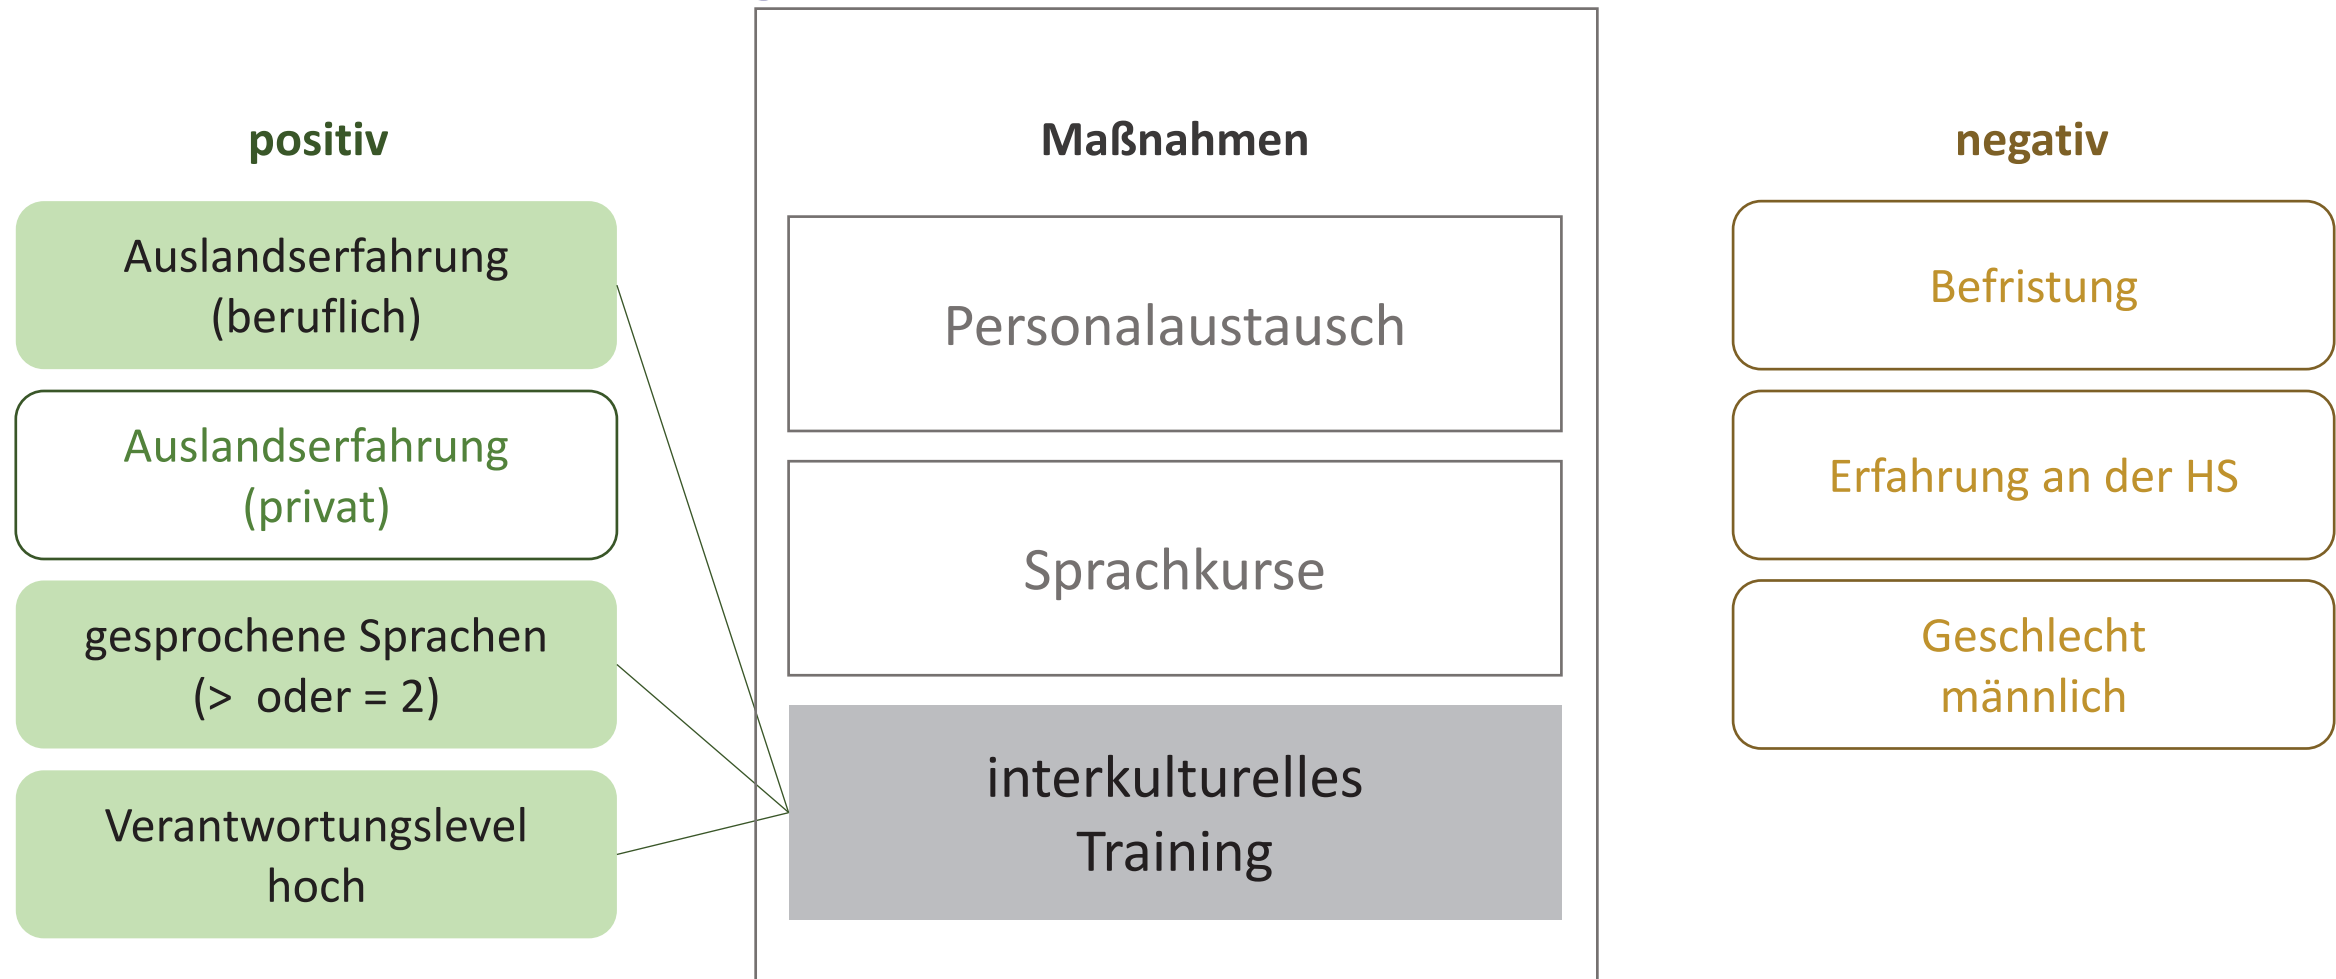 positiv
Auslandserfahrung
(beruflich)
Auslandserfahrung
(privat)
gesprochene Sprachen
(> oder = 2)
Verantwortungslevel
hoch
Maßnahmen
Personalaustausch
Sprachkurse
interkulturelles
Training
negativ
Befristung
Erfahrung an der HS
Geschlecht
männlich